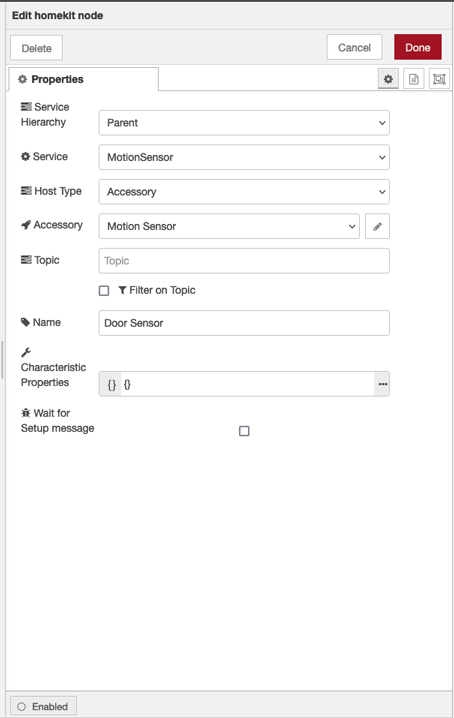 Edit homekit node
Delete
Cancel
Done
Properties
Service
Hierarchy
Parent
Service
MotionSensor
Host Type
Accessory
Accessory
Motion Sensor
Topic
Topic
Filter on Topic
Name
Door Sensor
Characteristic
Properties
{} {}
Wait for
Setup message
Enabled